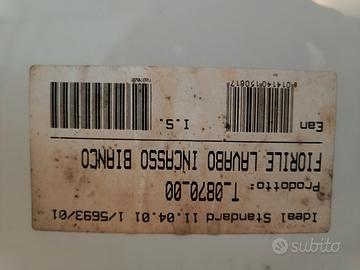 Ideal Standard 11.04.01 1/5693/01
Prodotto:
T_0870_00
FIORILE LAVABO INCASSO BIANCO
I.S.
Ean
subito